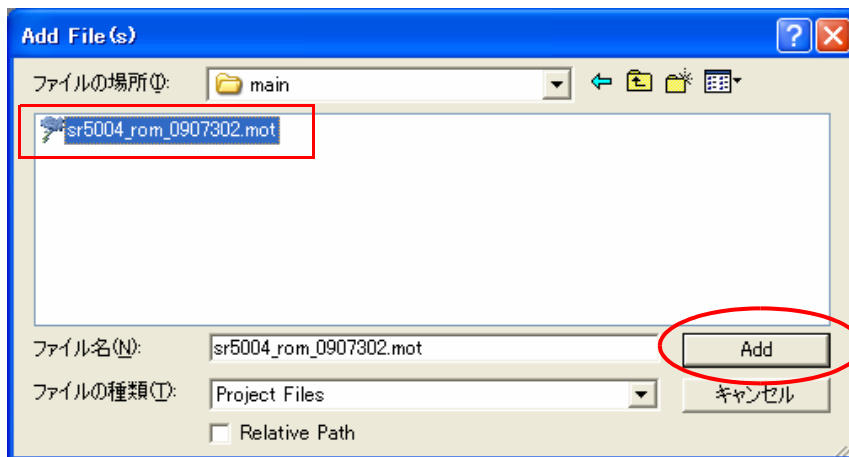 Add File(s)
ファイルの場所(I):
main
sr5004_rom_0907302.mot
ファイル名(N):
sr5004_rom_0907302.mot
Add
ファイルの種類(T):
Project Files
キャンセル
Relative Path